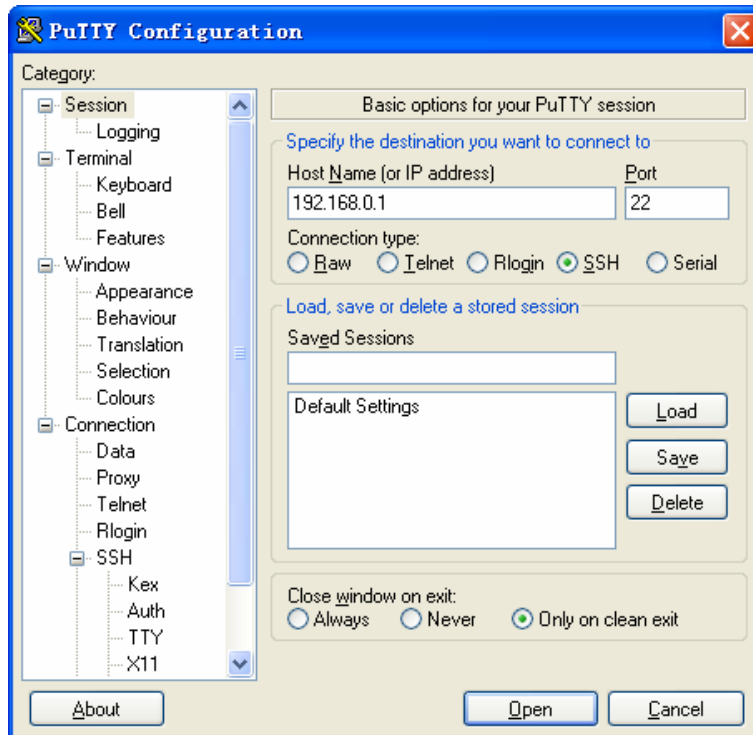 PuTTY Configuration
Category:
Session
Logging
Terminal
Keyboard
Bell
Features
Window
Appearance
Behaviour
Translation
Selection
Colours
Connection
Data
Proxy
Telnet
Rlogin
SSH
Kex
Auth
TTY
X11
Basic options for your PuTTY session
Specify the destination you want to connect to
Host Name (or IP address) Port
192.168.0.1 22
Connection type:
Raw Telnet Rlogin SSH Serial
Load, save or delete a stored session
Saved Sessions
Default Settings
Load
Save
Delete
Close window on exit:
Always Never Only on clean exit
About Open Cancel